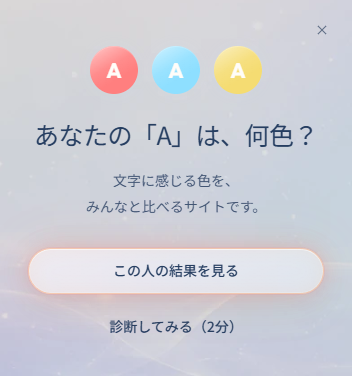 ×
A A A
あなたの「A」は、何色？
文字に感じる色を、
みんなと比べるサイトです。
この人の結果を見る
診断してみる（2分）